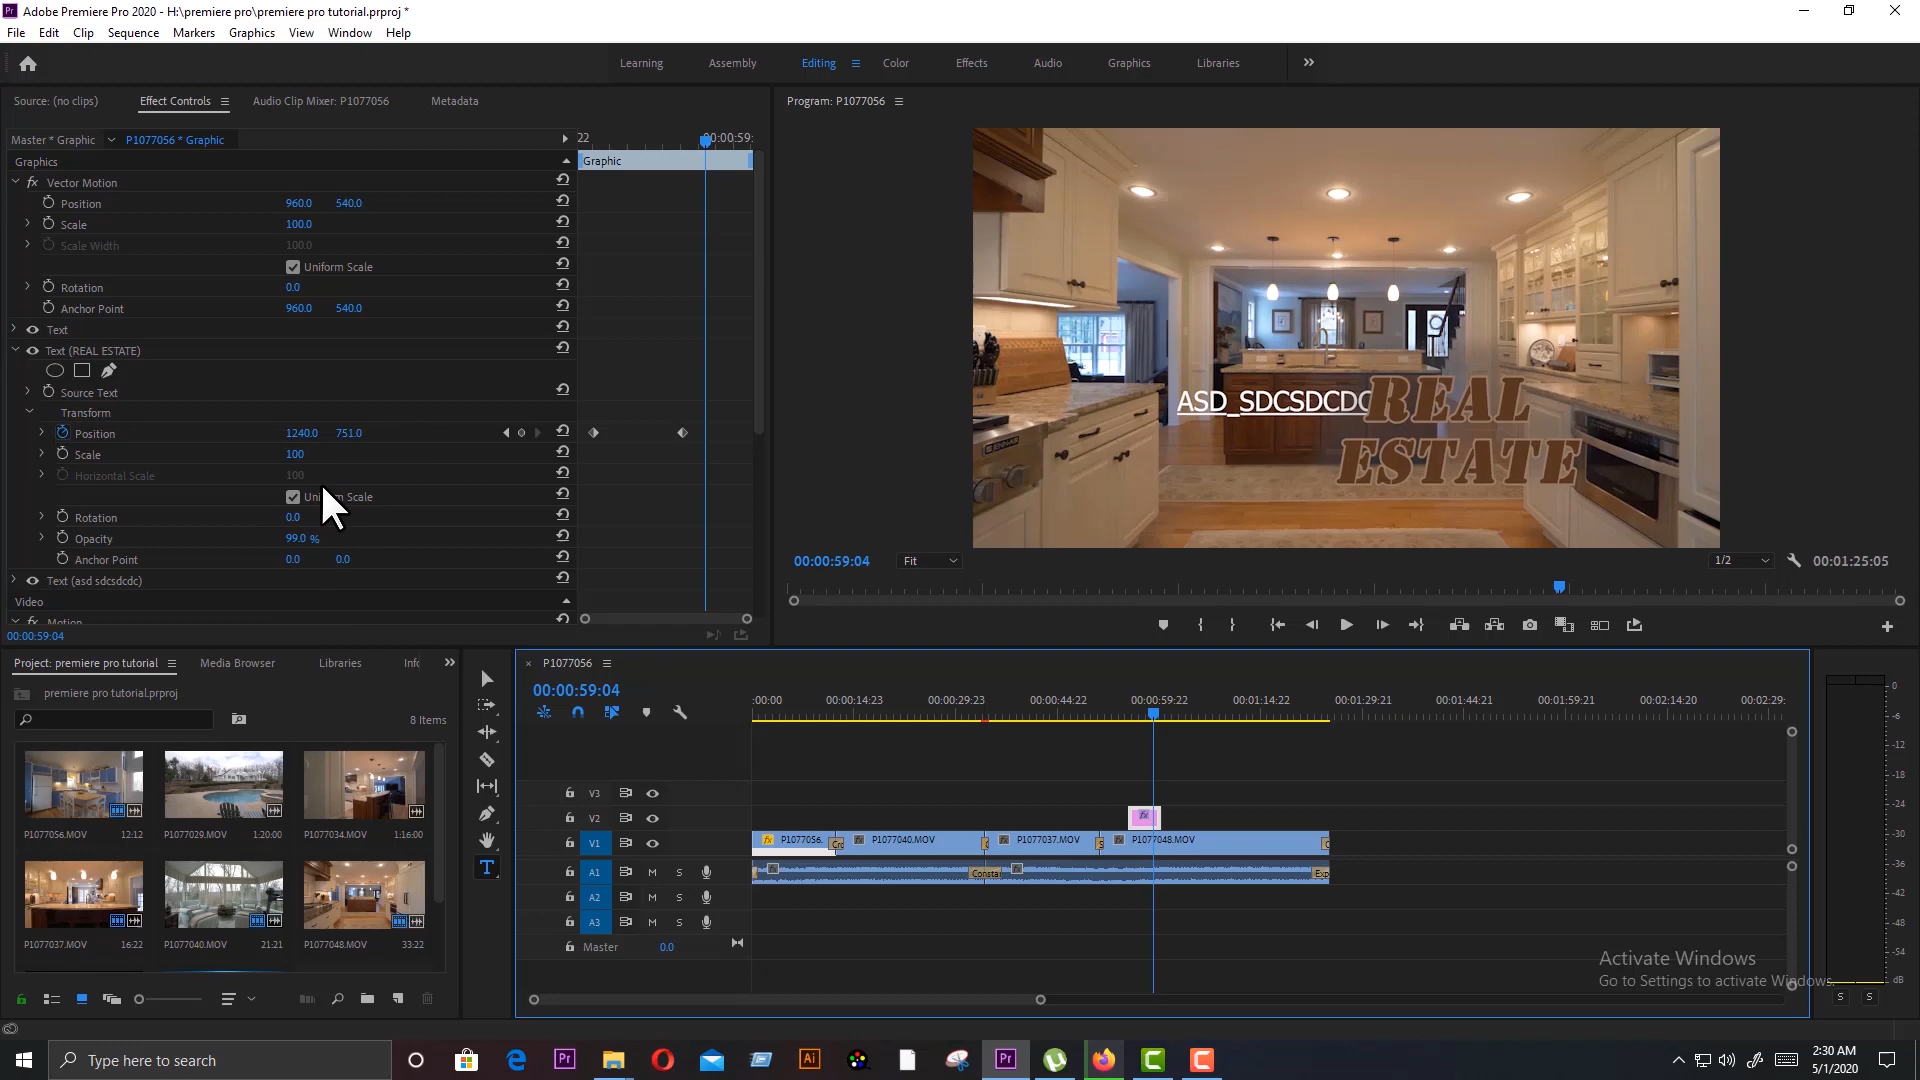 Adobe Premiere Pro 2020 - H:\premiere pro\premiere pro tutorial.prproj *
File Edit Clip Sequence Markers Graphics View Window Help
Learning Assembly Editing Color Effects Audio Graphics Libraries
Source: (no clips) Effect Controls Audio Clip Mixer: P1077056 Metadata
Master * Graphic P1077056 * Graphic
22 00:00:59:
Graphics
Graphic
Vector Motion
Position 960.0 540.0
Scale 100.0
Scale Width 100.0
Uniform Scale
Rotation 0.0
Anchor Point 960.0 540.0
Text
Text (REAL ESTATE)
Source Text
Transform
Position 1240.0 751.0
Scale 100
Horizontal Scale 100
Scale
Rotation 0.0
Opacity 99.0 %
Anchor Point 0.0 0.0
Text (asd sdcsdcdc)
Video
Motion
00:00:59:04
Program: P1077056
ASD_SDCSDCDC
REAL
ESTATE
00:00:59:04 Fit 1/2 00:01:25:05
Project: premiere pro tutorial Media Browser Libraries Info
premiere pro tutorial.prproj
8 Items
P1077056.MOV 12:12
P1077029.MOV 1:20:00
P1077034.MOV 1:16:00
P1077037.MOV 16:22
P1077040.MOV 21:21
P1077048.MOV 33:22
P1077056
00:00:59:04
:00:00 00:00:14:23 00:00:29:23 00:00:44:22 00:00:59:22 00:01:14:22 00:01:29:21 00:01:44:21 00:01:59:21 00:02:14:20 00:02:29:
V3
V2
V1 P1077056. Cro P1077040.MOV P1077037.MOV S P1077048.MOV
A1 M S Constai Exp
A2 M S
A3 M S
Master 0.0
0
-6
-12
-18
-24
-30
-36
-42
-48
-54
dB
S S
Activate Windows
Go to Settings to activate Windows.
Type here to search
2:30 AM
5/1/2020